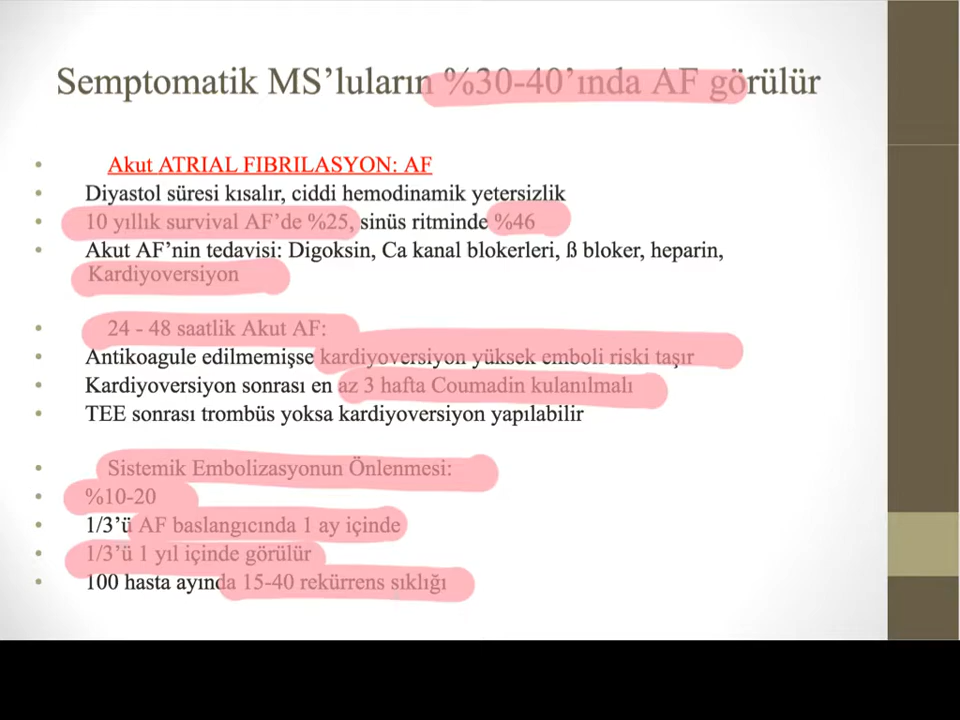 Semptomatik MS’luların %30-40’ında AF görülür
• Akut ATRIAL FIBRILASYON: AF
• Diyastol süresi kısalır, ciddi hemodinamik yetersizlik
• 10 yıllık survival AF’de %25, sinüs ritminde %46
• Akut AF’nin tedavisi: Digoksin, Ca kanal blokerleri, ß bloker, heparin,
Kardiyoversiyon
• 24 - 48 saatlik Akut AF:
• Antikoagule edilmemişse kardiyoversiyon yüksek emboli riski taşır
• Kardiyoversiyon sonrası en az 3 hafta Coumadin kulanılmalı
• TEE sonrası trombüs yoksa kardiyoversiyon yapılabilir
• Sistemik Embolizasyonun Önlenmesi:
• %10-20
• 1/3’ü AF baslangıcında 1 ay içinde
• 1/3’ü 1 yıl içinde görülür
• 100 hasta ayında 15-40 rekürrens sıklığı